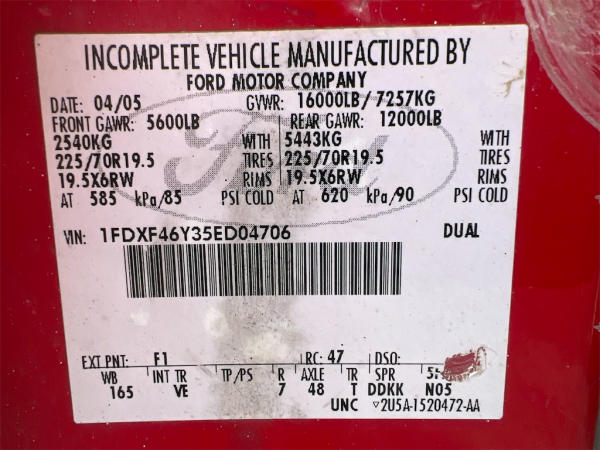 INCOMPLETE VEHICLE MANUFACTURED BY
FORD MOTOR COMPANY
DATE: 04/05 GVWR: 16000LB/7257KG
FRONT GAWR: 5600LB REAR GAWR: 12000LB
2540KG WITH 5443KG WITH
225/70R19.5 TIRES 225/70R19.5 TIRES
19.5X6RW RIMS 19.5X6RW RIMS
AT 585 kPa/85 PSI COLD AT 620 kPa/90 PSI COLD
VIN: 1FDXF46Y35ED04706 DUAL
EXT PNT: F1 RC: 47 DSO:
WB INT TR TP/PS R AXLE TR SPR
165 VE 7 48 T DDKK N05
UNC ▽2U5A-1520472-AA
Ford